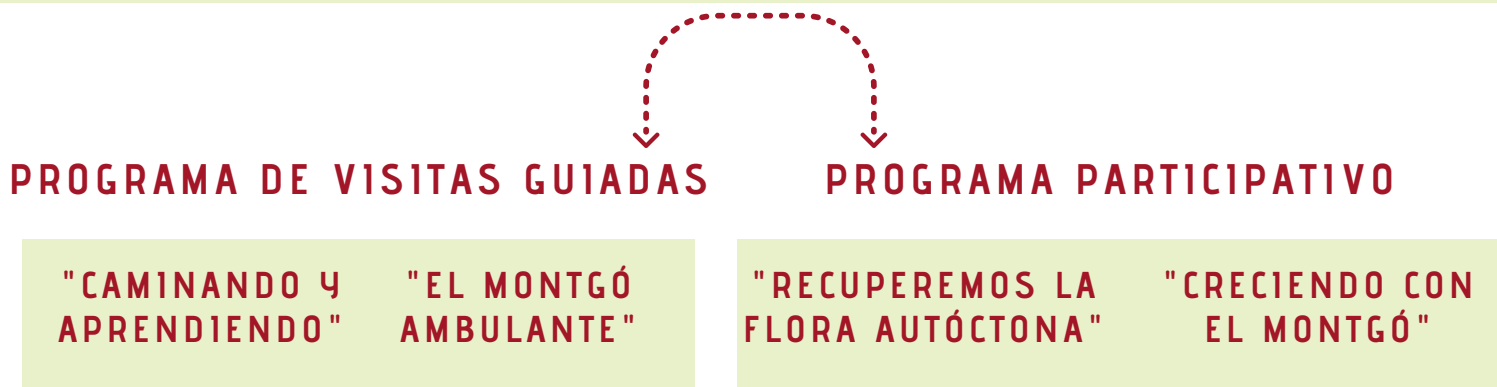 PROGRAMA DE VISITAS GUIADAS
PROGRAMA PARTICIPATIVO
"CAMINANDO Y
APRENDIENDO"
"EL MONTGÓ
AMBULANTE"
"RECUPEREMOS LA
FLORA AUTÓCTONA"
"CRECIENDO CON
EL MONTGÓ"